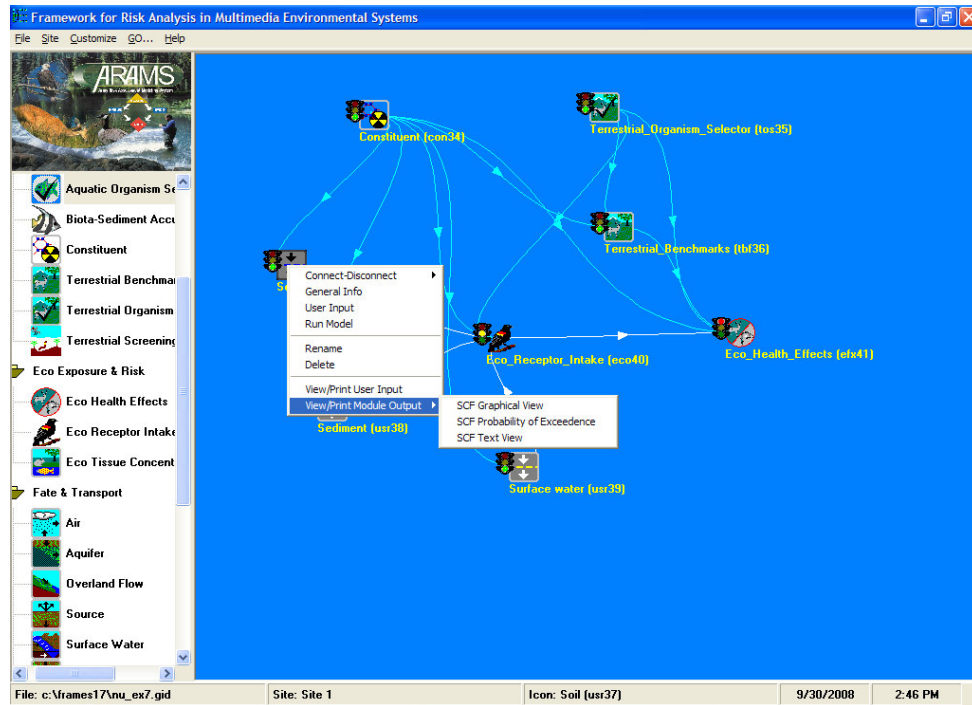 Framework for Risk Analysis in Multimedia Environmental Systems
File Site Customize GO... Help
ARAMS
Aquatic Organism Se
Biota-Sediment Accu
Constituent
Terrestrial Benchmar
Terrestrial Organism
Terrestrial Screening
Eco Exposure & Risk
Eco Health Effects
Eco Receptor Intake
Eco Tissue Concent
Fate & Transport
Air
Aquifer
Overland Flow
Source
Surface Water
Constituent (con34)
Terrestrial_Organism_Selector (tos35)
Terrestrial_Benchmarks (tbf36)
Eco_Receptor_Intake (eco40)
Eco_Health_Effects (efx41)
Sediment (usr38)
Surface water (usr39)
Connect-Disconnect
General Info
User Input
Run Model
Rename
Delete
View/Print User Input
View/Print Module Output
SCF Graphical View
SCF Probability of Exceedence
SCF Text View
File: c:\frames17\nu_ex7.gid
Site: Site 1
Icon: Soil (usr37)
9/30/2008
2:46 PM